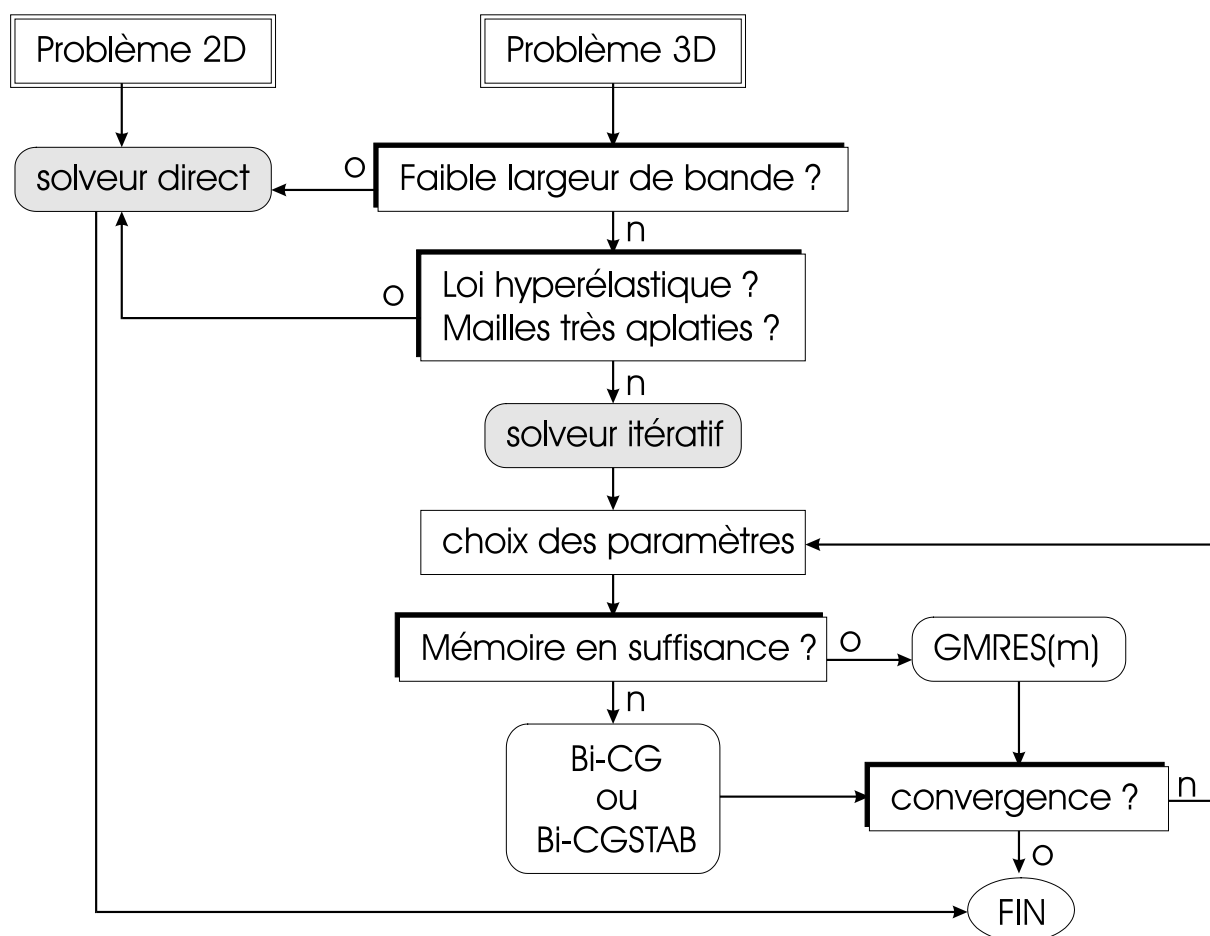 Problème 2D
Problème 3D
solveur direct
o
Faible largeur de bande ?
n
o
Loi hyperélastique ?
Mailles très aplaties ?
n
solveur itératif
choix des paramètres
Mémoire en suffisance ?
o
GMRES(m)
n
Bi-CG
ou
Bi-CGSTAB
convergence ?
n
o
FIN